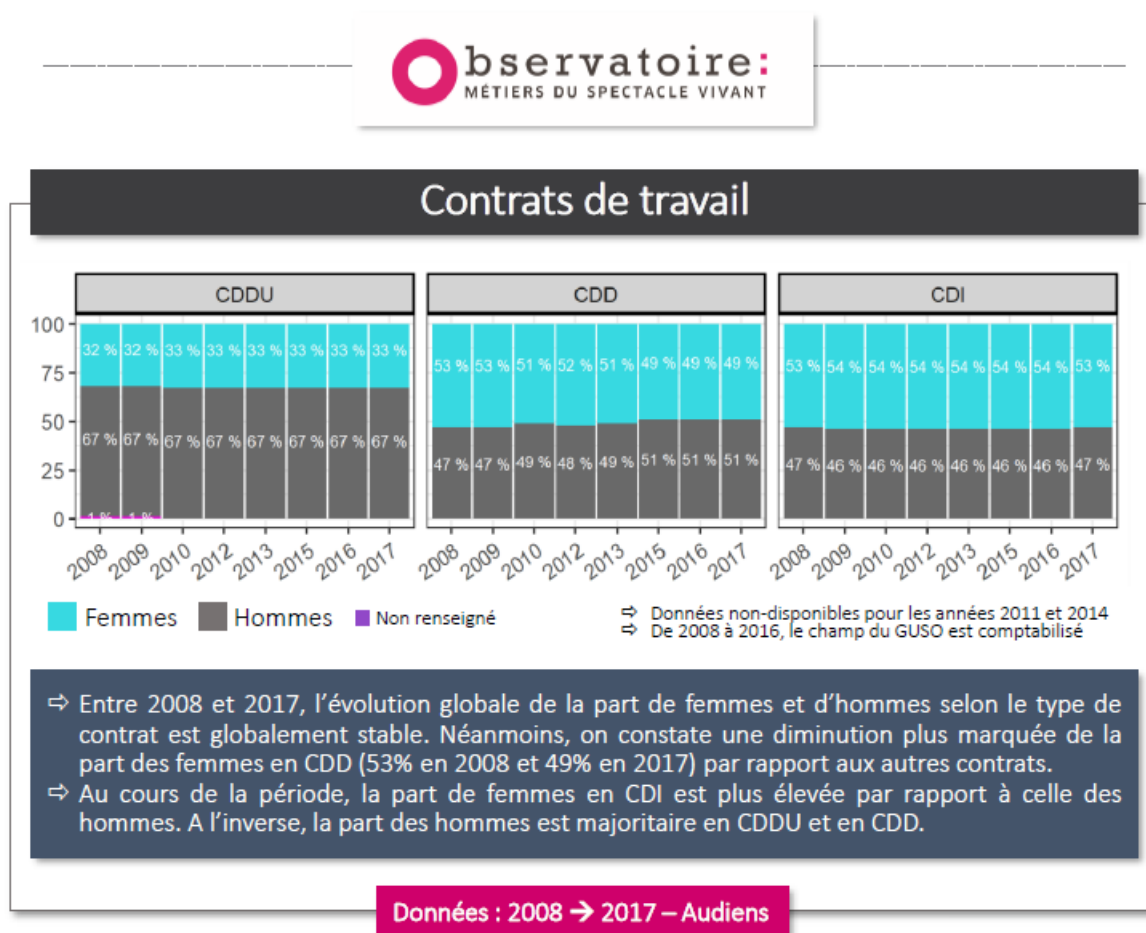 Observatoire:
MÉTIERS DU SPECTACLE VIVANT
Contrats de travail
CDDU
CDD
CDI
100
75
50
25
0
32 % 32 % 33 % 33 % 33 % 33 % 33 % 33 %
67 % 67 % 67 % 67 % 67 % 67 % 67 % 67 %
1 % 1 %
53 % 53 % 51 % 52 % 51 % 49 % 49 % 49 %
47 % 47 % 49 % 48 % 49 % 51 % 51 % 51 %
53 % 54 % 54 % 54 % 54 % 54 % 54 % 53 %
47 % 46 % 46 % 46 % 46 % 46 % 46 % 47 %
2008 2009 2010 2012 2013 2015 2016 2017
2008 2009 2010 2012 2013 2015 2016 2017
2008 2009 2010 2012 2013 2015 2016 2017
Femmes Hommes Non renseigné
⇨ Données non-disponibles pour les années 2011 et 2014
⇨ De 2008 à 2016, le champ du GUSO est comptabilisé
⇨ Entre 2008 et 2017, l'évolution globale de la part de femmes et d'hommes selon le type de
contrat est globalement stable. Néanmoins, on constate une diminution plus marquée de la
part des femmes en CDD (53% en 2008 et 49% en 2017) par rapport aux autres contrats.
⇨ Au cours de la période, la part de femmes en CDI est plus élevée par rapport à celle des
hommes. A l'inverse, la part des hommes est majoritaire en CDDU et en CDD.
Données : 2008 → 2017 – Audiens